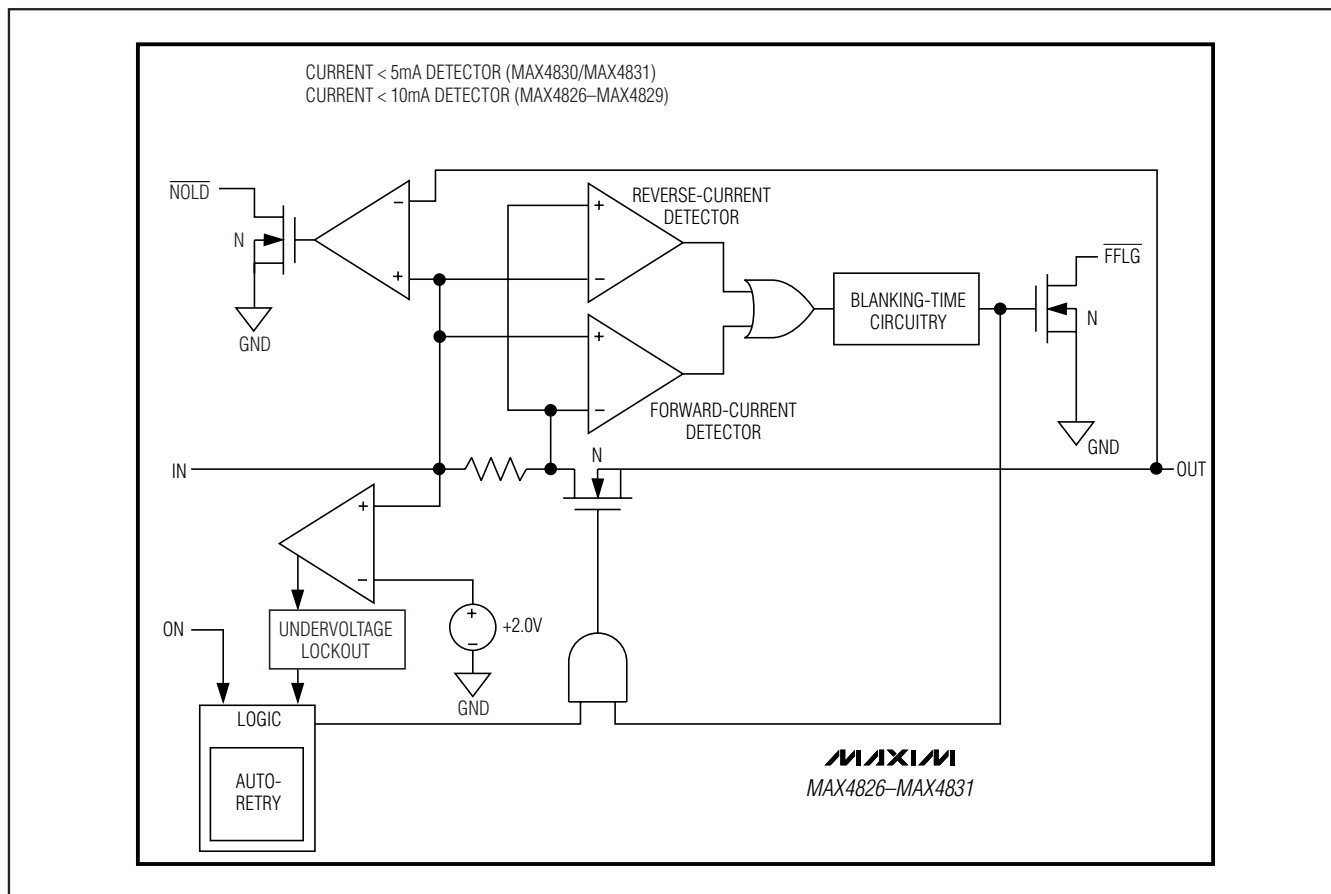 CURRENT < 5mA DETECTOR (MAX4830/MAX4831)
CURRENT < 10mA DETECTOR (MAX4826–MAX4829)
NOLD
−
+
N
GND
REVERSE-CURRENT
DETECTOR
+
−
+
−
FORWARD-CURRENT
DETECTOR
BLANKING-TIME
CIRCUITRY
FFLG
N
GND
IN
N
OUT
+
−
ON
UNDERVOLTAGE
LOCKOUT
+
−
+2.0V
GND
LOGIC
AUTO-
RETRY
MAXIM
MAX4826–MAX4831